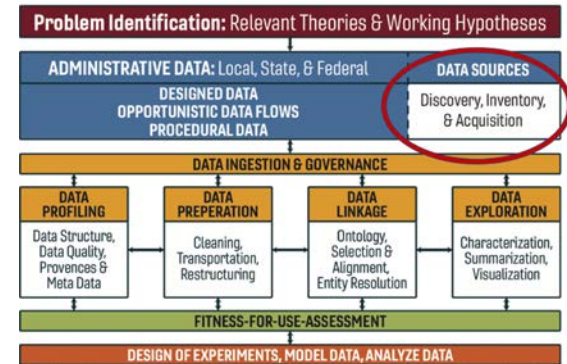 Problem Identification: Relevant Theories & Working Hypotheses
ADMINISTRATIVE DATA: Local, State, & Federal
DESIGNED DATA
OPPORTUNISTIC DATA FLOWS
PROCEDURAL DATA
DATA SOURCES
Discovery, Inventory,
& Acquisition
DATA INGESTION & GOVERNANCE
DATA
PROFILING
Data Structure,
Data Quality,
Provences &
Meta Data
DATA
PREPERATION
Cleaning,
Transportation,
Restructuring
DATA
LINKAGE
Ontology,
Selection &
Alignment,
Entity Resolution
DATA
EXPLORATION
Characterization,
Summarization,
Visualization
FITNESS-FOR-USE-ASSESSMENT
DESIGN OF EXPERIMENTS, MODEL DATA, ANALYZE DATA